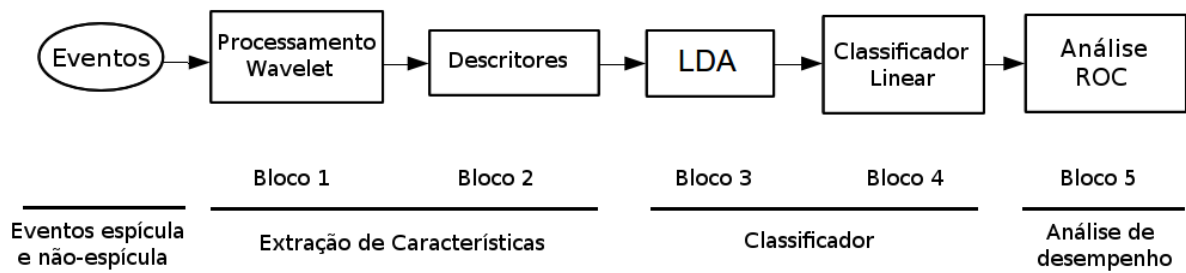 Eventos
Processamento
Wavelet
Descritores
LDA
Classificador
Linear
Análise
ROC
Bloco 1
Bloco 2
Bloco 3
Bloco 4
Bloco 5
Eventos espícula
e não-espícula
Extração de Características
Classificador
Análise de
desempenho